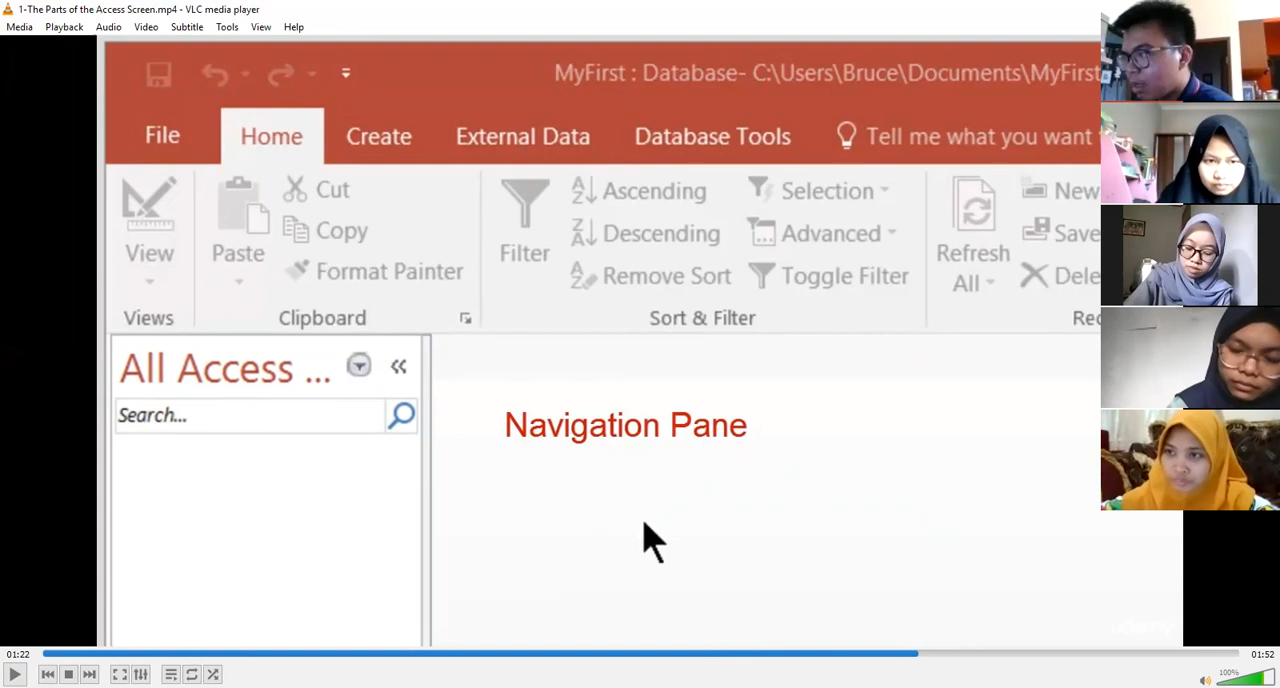 1-The Parts of the Access Screen.mp4 - VLC media player
Media Playback Audio Video Subtitle Tools View Help
MyFirst : Database- C:\Users\Bruce\Documents\MyFirst
File Home Create External Data Database Tools Tell me what you want
View Paste Cut Copy Format Painter
Filter Ascending Descending Remove Sort
Selection Advanced Toggle Filter
Refresh All New Save Dele
Views Clipboard Sort & Filter Rec
All Access ...
Search...
Navigation Pane
udemy
01:22 01:52
100%